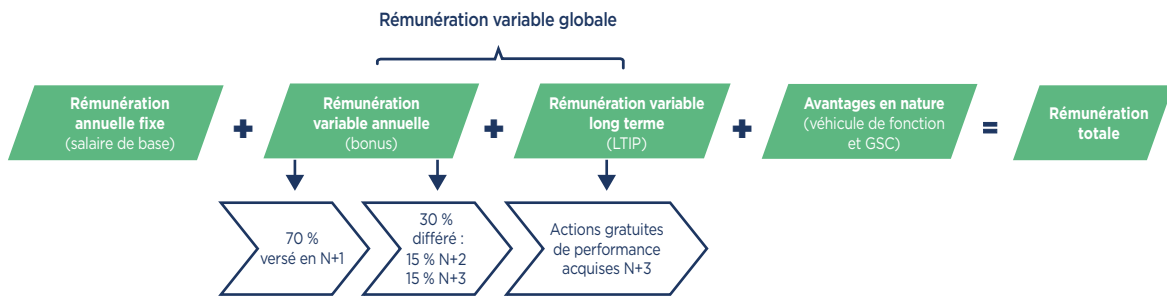 Rémunération variable globale
Rémunération
annuelle fixe
(salaire de base)
+
Rémunération
variable annuelle
(bonus)
+
Rémunération variable
long terme
(LTIP)
+
Avantages en nature
(véhicule de fonction
et GSC)
=
Rémunération
totale
70 %
versé en N+1
30 %
différé :
15 % N+2
15 % N+3
Actions gratuites
de performance
acquises N+3